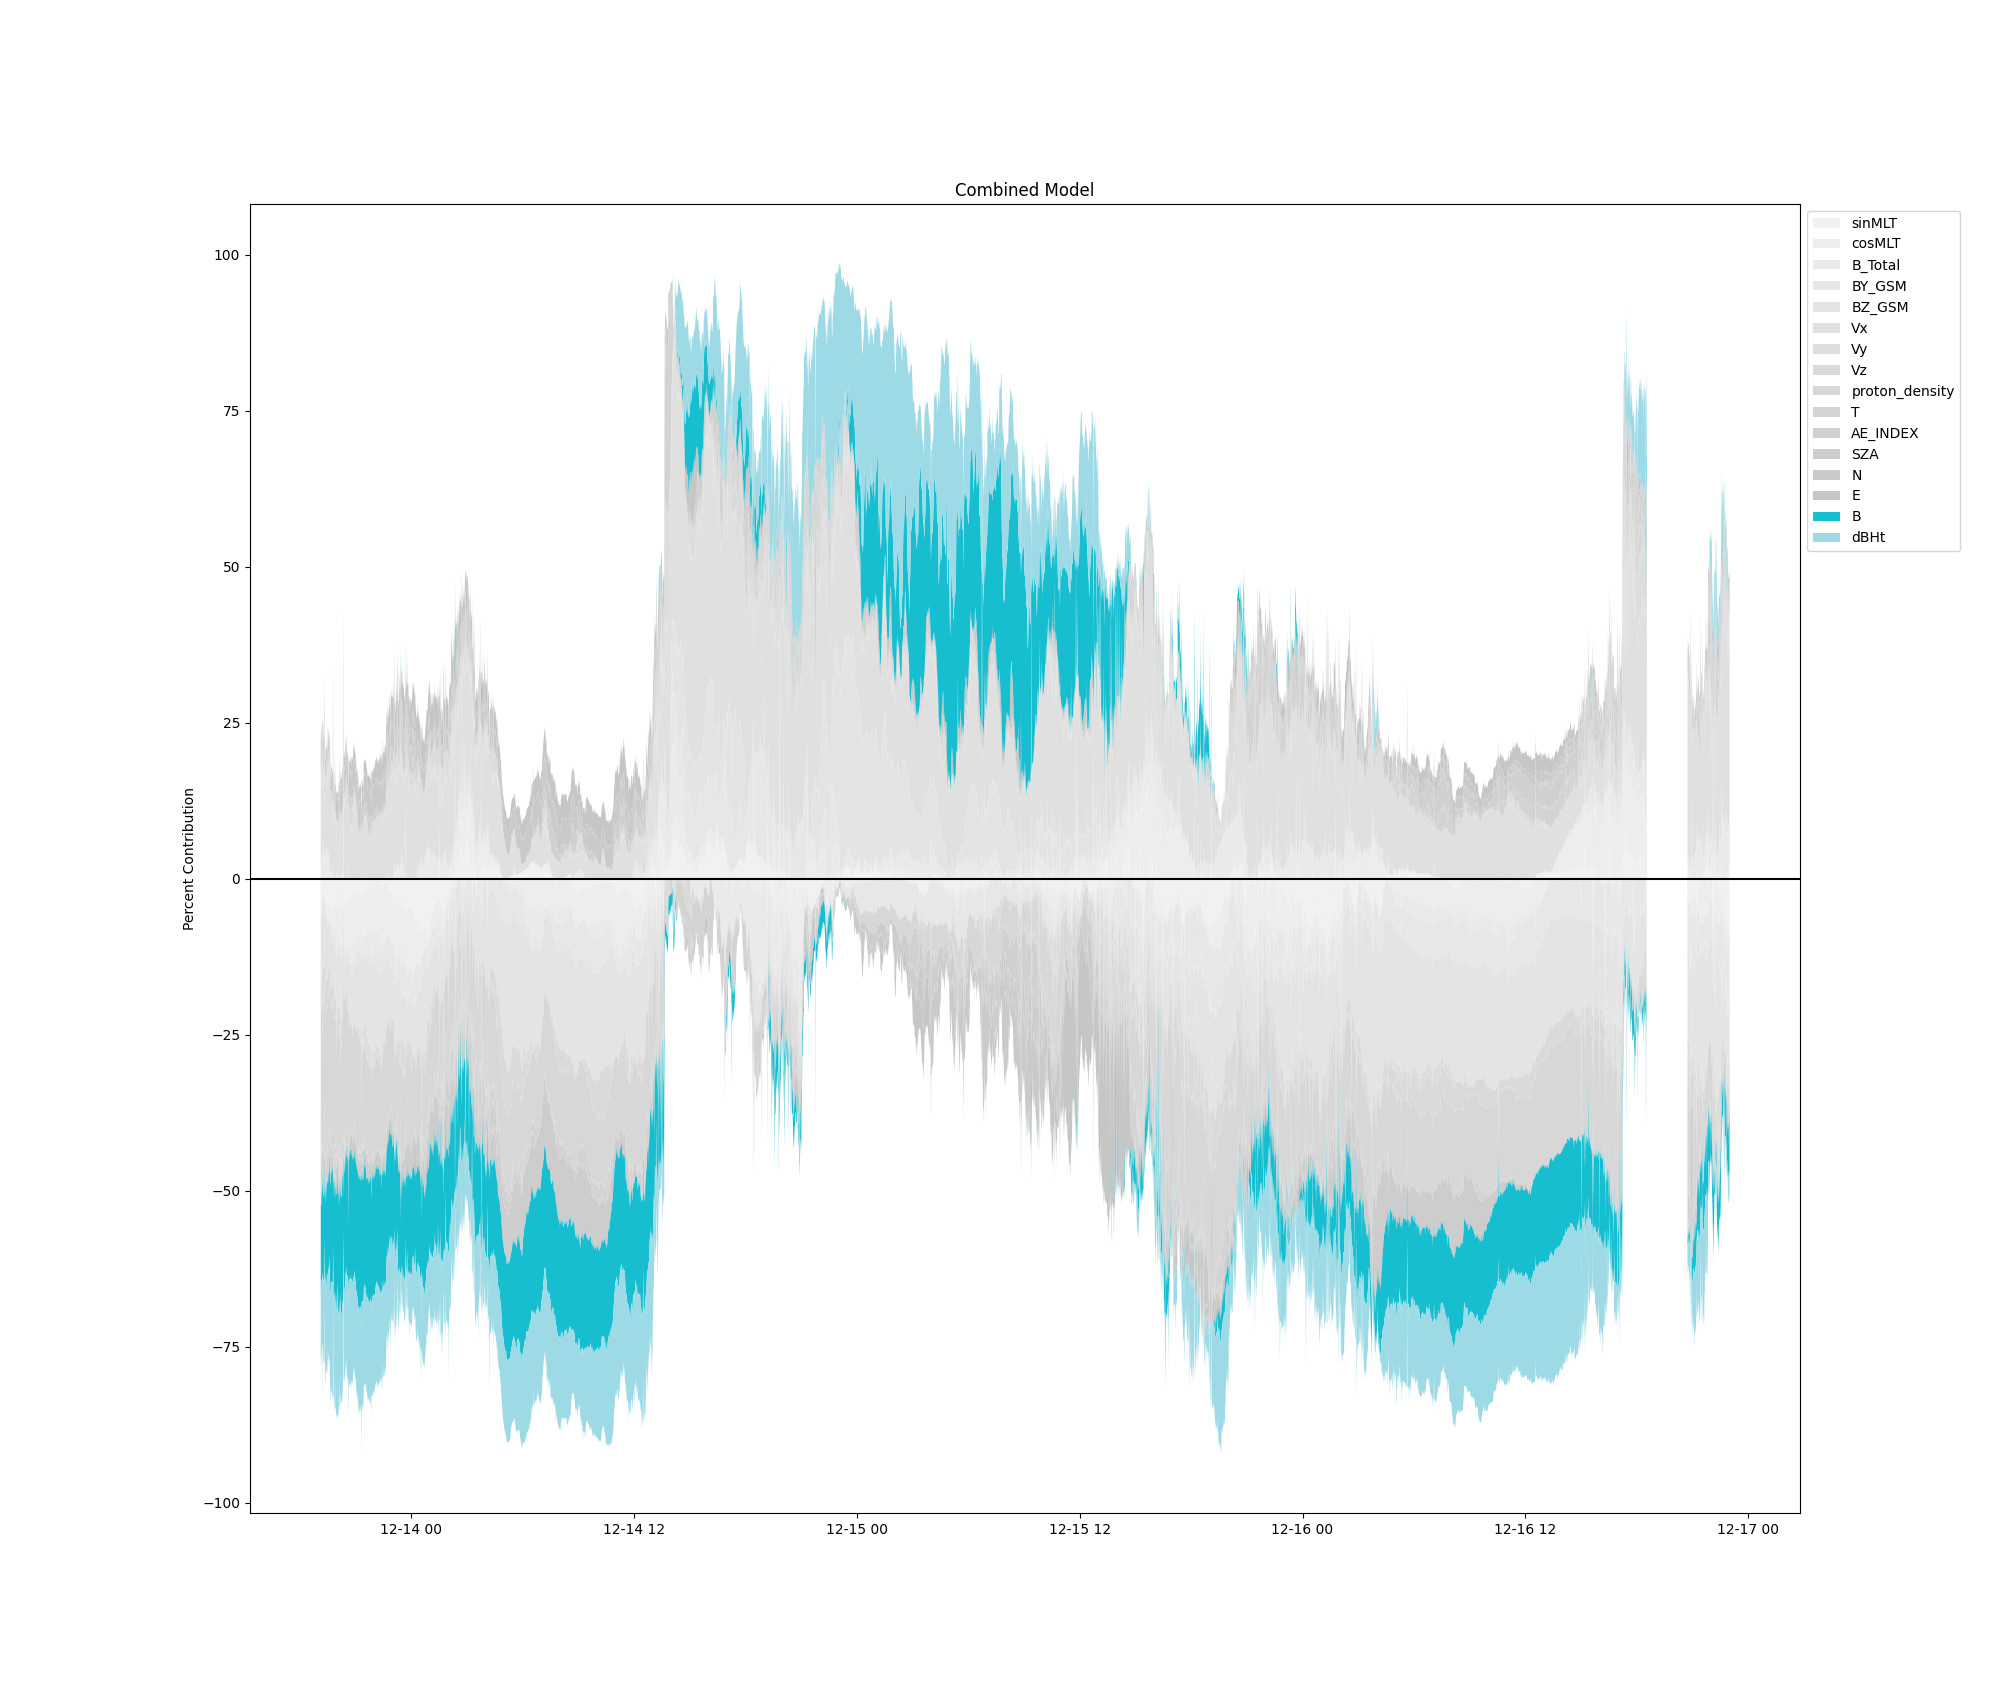 Combined Model
sinMLT
cosMLT
B_Total
BY_GSM
BZ_GSM
Vx
Vy
Vz
proton_density
T
AE_INDEX
SZA
N
E
B
dBHt
Percent Contribution
100
75
50
25
0
−25
−50
−75
−100
12-14 00
12-14 12
12-15 00
12-15 12
12-16 00
12-16 12
12-17 00